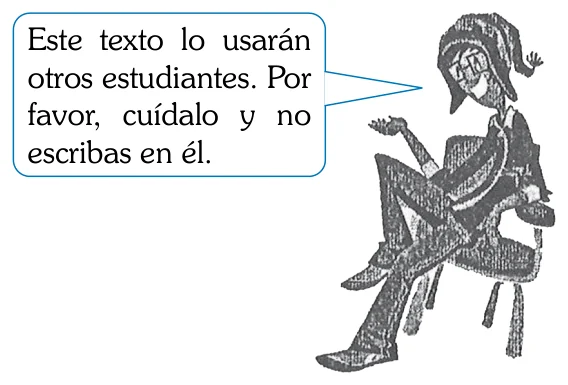 Este texto lo usarán
otros estudiantes. Por
favor, cuídalo y no
escribas en él.